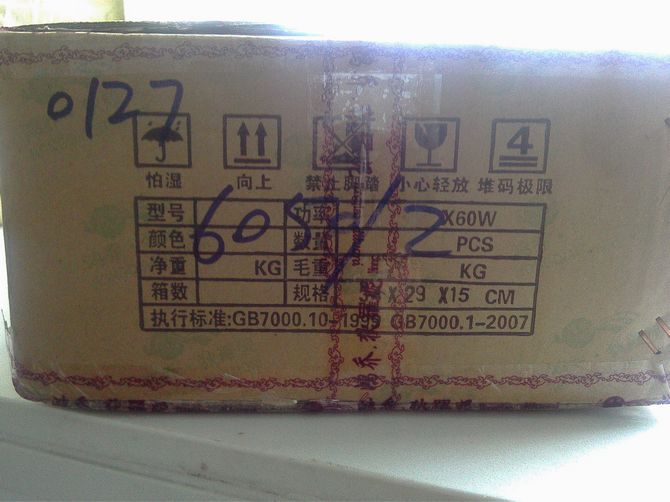 0127
4
怕湿 向上 禁止脚踏 小心轻放 堆码极限
型号 功率 X60W
颜色 数量 PCS
605 /2
净重 KG 毛重 KG
箱数 规格 X 29 X15 CM
执行标准:GB7000.10-1999 GB7000.1-2007